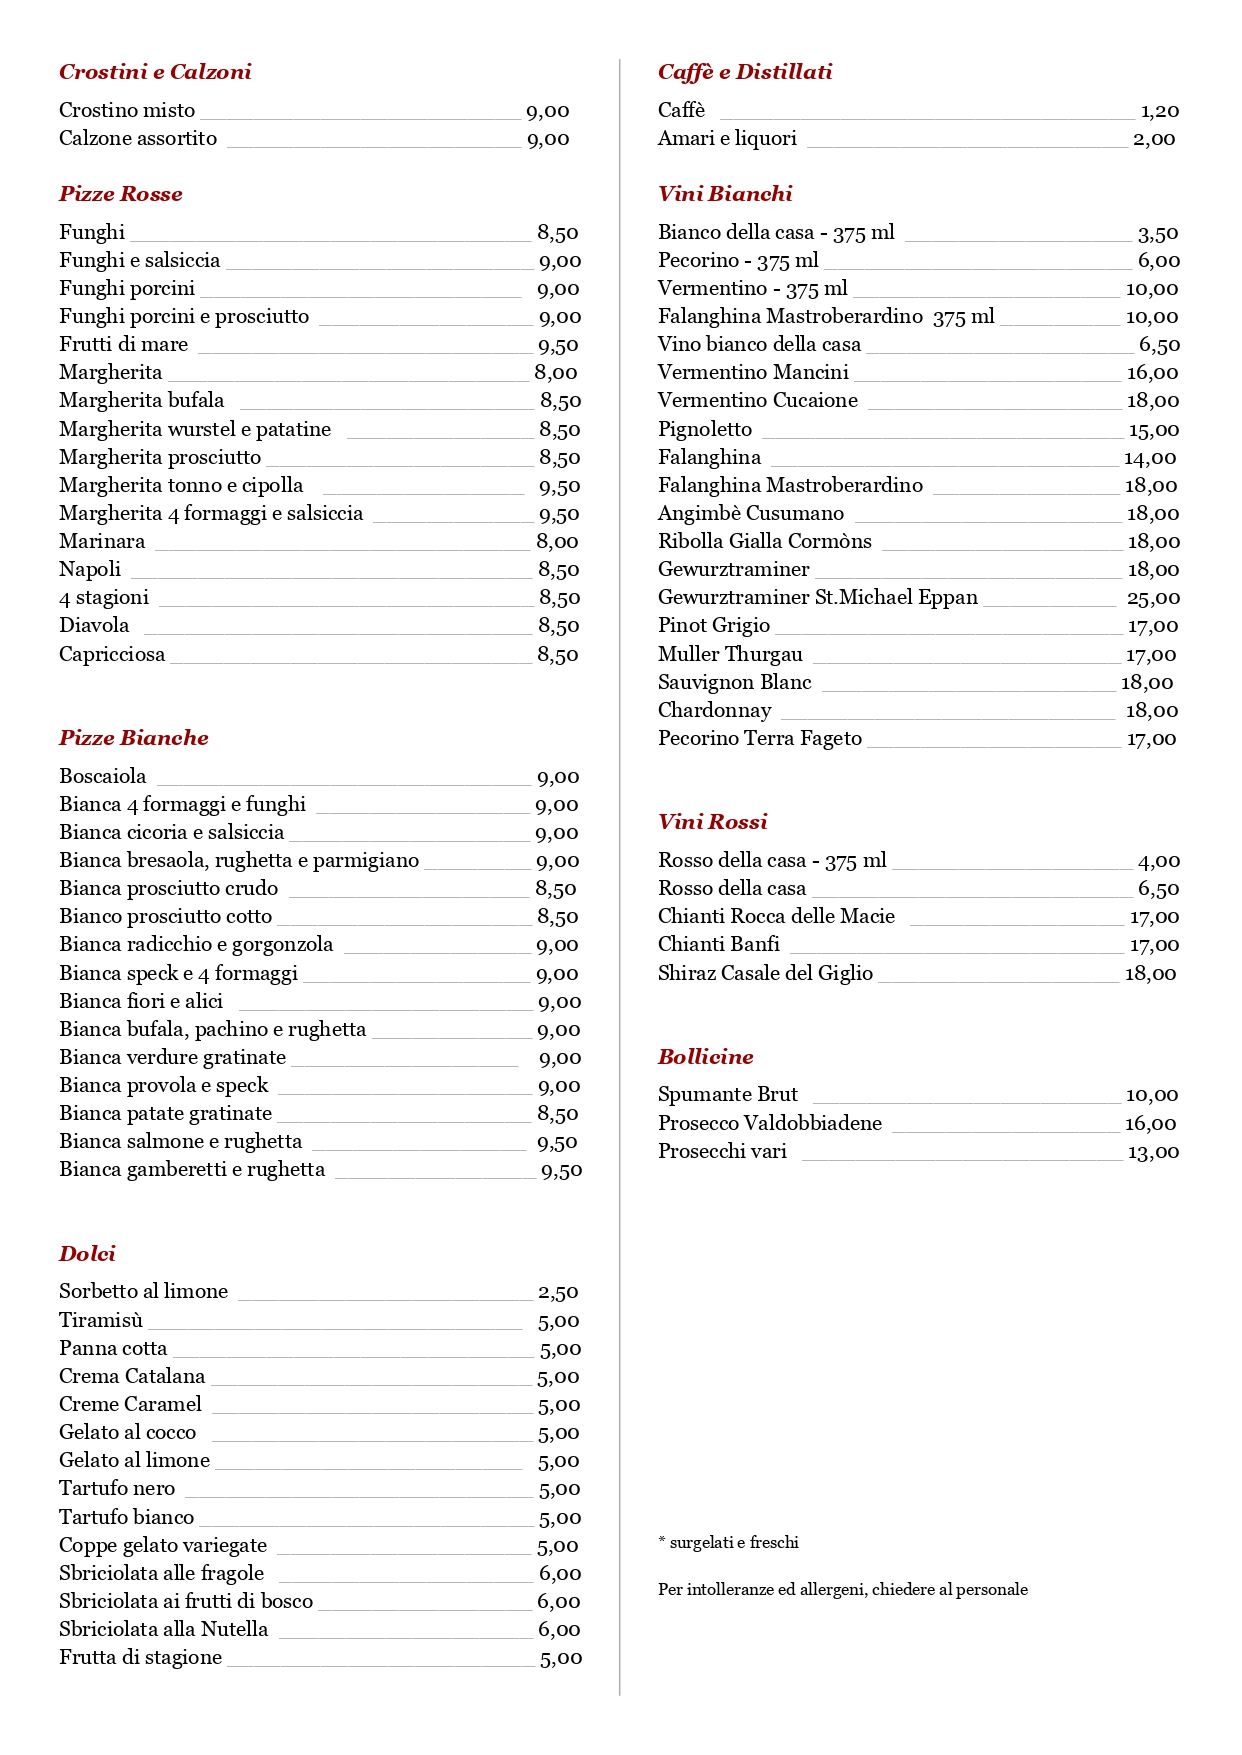 Crostini e Calzoni
Crostino misto 9,00
Calzone assortito 9,00
Pizze Rosse
Funghi 8,50
Funghi e salsiccia 9,00
Funghi porcini 9,00
Funghi porcini e prosciutto 9,00
Frutti di mare 9,50
Margherita 8,00
Margherita bufala 8,50
Margherita wurstel e patatine 8,50
Margherita prosciutto 8,50
Margherita tonno e cipolla 9,50
Margherita 4 formaggi e salsiccia 9,50
Marinara 8,00
Napoli 8,50
4 stagioni 8,50
Diavola 8,50
Capricciosa 8,50
Pizze Bianche
Boscaiola 9,00
Bianca 4 formaggi e funghi 9,00
Bianca cicoria e salsiccia 9,00
Bianca bresaola, rughetta e parmigiano 9,00
Bianca prosciutto crudo 8,50
Bianco prosciutto cotto 8,50
Bianca radicchio e gorgonzola 9,00
Bianca speck e 4 formaggi 9,00
Bianca fiori e alici 9,00
Bianca bufala, pachino e rughetta 9,00
Bianca verdure gratinate 9,00
Bianca provola e speck 9,00
Bianca patate gratinate 8,50
Bianca salmone e rughetta 9,50
Bianca gamberetti e rughetta 9,50
Dolci
Sorbetto al limone 2,50
Tiramisù 5,00
Panna cotta 5,00
Crema Catalana 5,00
Creme Caramel 5,00
Gelato al cocco 5,00
Gelato al limone 5,00
Tartufo nero 5,00
Tartufo bianco 5,00
Coppe gelato variegate 5,00
Sbriciolata alle fragole 6,00
Sbriciolata ai frutti di bosco 6,00
Sbriciolata alla Nutella 6,00
Frutta di stagione 5,00
Caffè e Distillati
Caffè 1,20
Amari e liquori 2,00
Vini Bianchi
Bianco della casa - 375 ml 3,50
Pecorino - 375 ml 6,00
Vermentino - 375 ml 10,00
Falanghina Mastroberardino 375 ml 10,00
Vino bianco della casa 6,50
Vermentino Mancini 16,00
Vermentino Cucaione 18,00
Pignoletto 15,00
Falanghina 14,00
Falanghina Mastroberardino 18,00
Angimbè Cusumano 18,00
Ribolla Gialla Cormòns 18,00
Gewurztraminer 18,00
Gewurztraminer St.Michael Eppan 25,00
Pinot Grigio 17,00
Muller Thurgau 17,00
Sauvignon Blanc 18,00
Chardonnay 18,00
Pecorino Terra Fageto 17,00
Vini Rossi
Rosso della casa - 375 ml 4,00
Rosso della casa 6,50
Chianti Rocca delle Macie 17,00
Chianti Banfi 17,00
Shiraz Casale del Giglio 18,00
Bollicine
Spumante Brut 10,00
Prosecco Valdobbiadene 16,00
Prosecchi vari 13,00
* surgelati e freschi
Per intolleranze ed allergeni, chiedere al personale